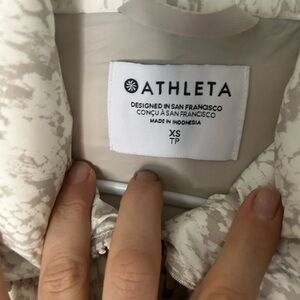 ATHLETA
DESIGNED IN SAN FRANCISCO
CONÇU À SAN FRANCISCO
MADE IN INDONESIA
XS
TP